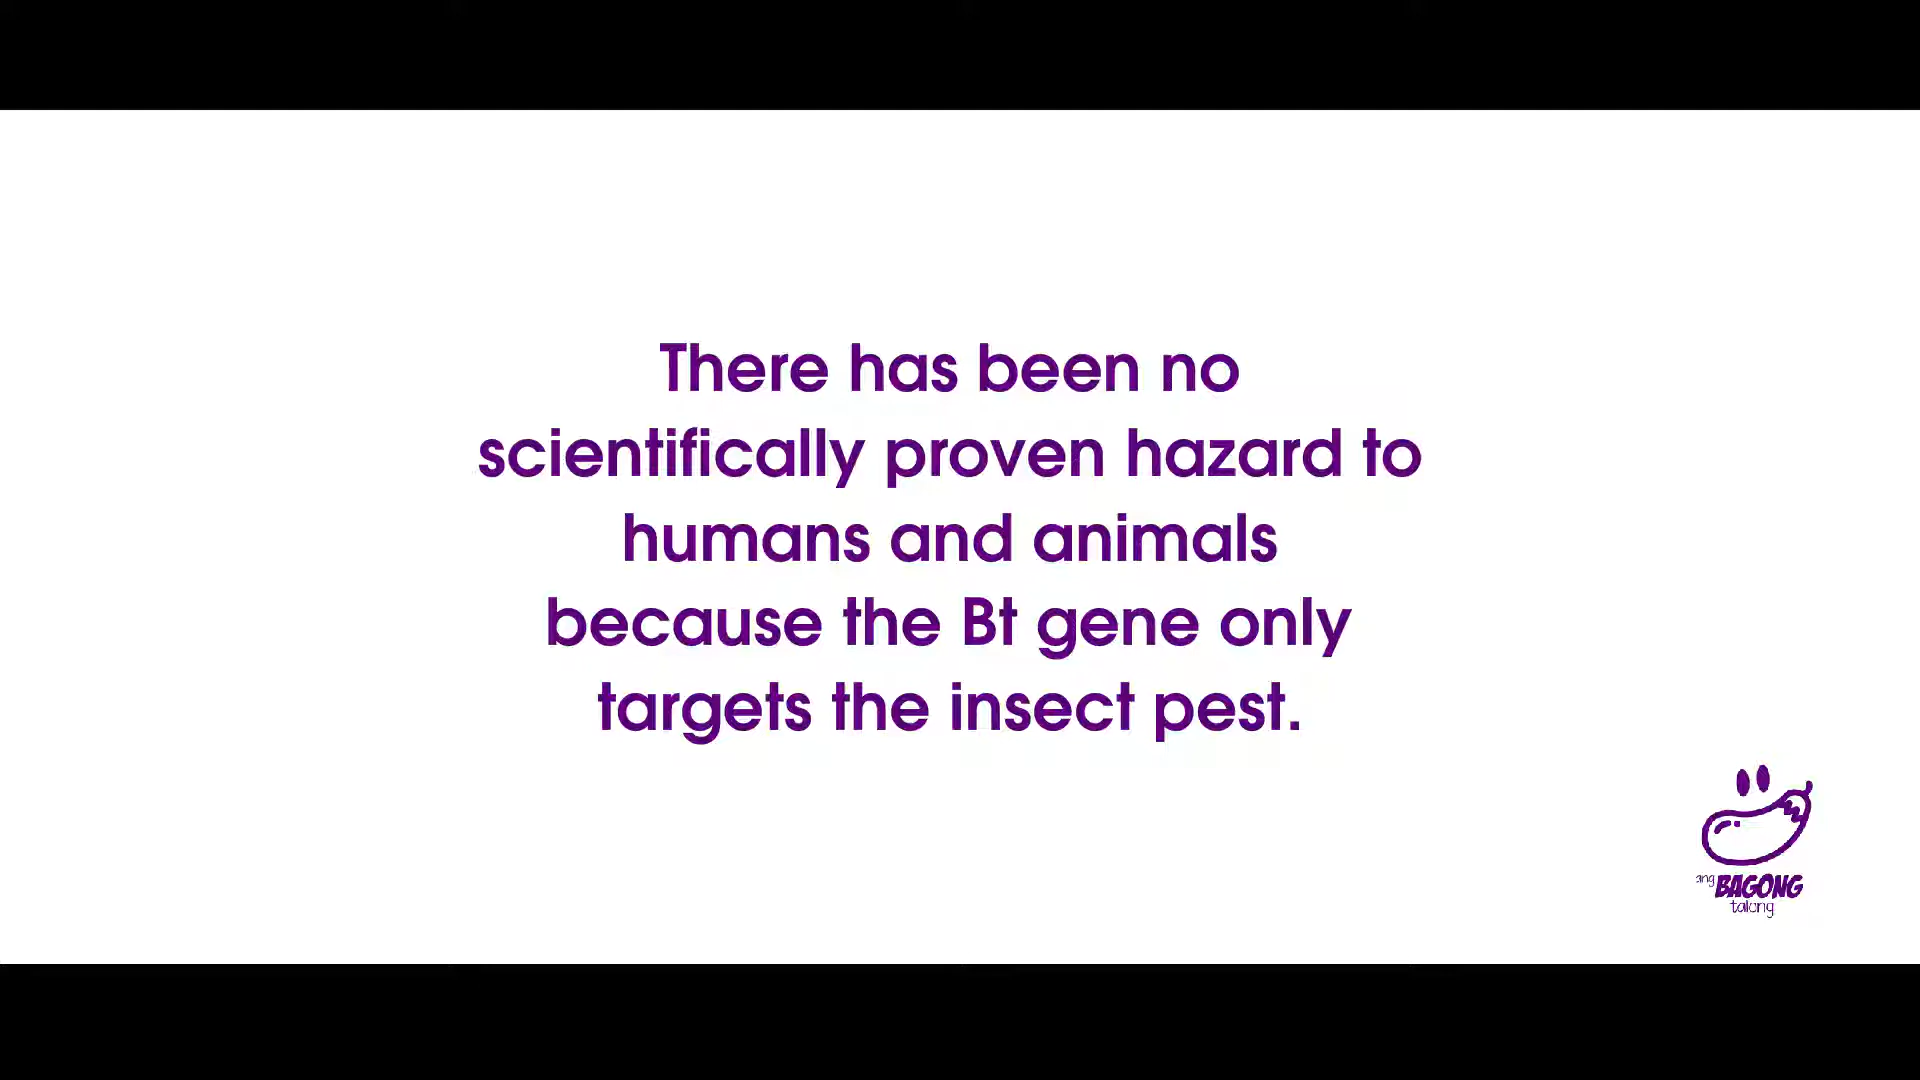 There has been no
scientifically proven hazard to
humans and animals
because the Bt gene only
targets the insect pest.
ang BAGONG
talong